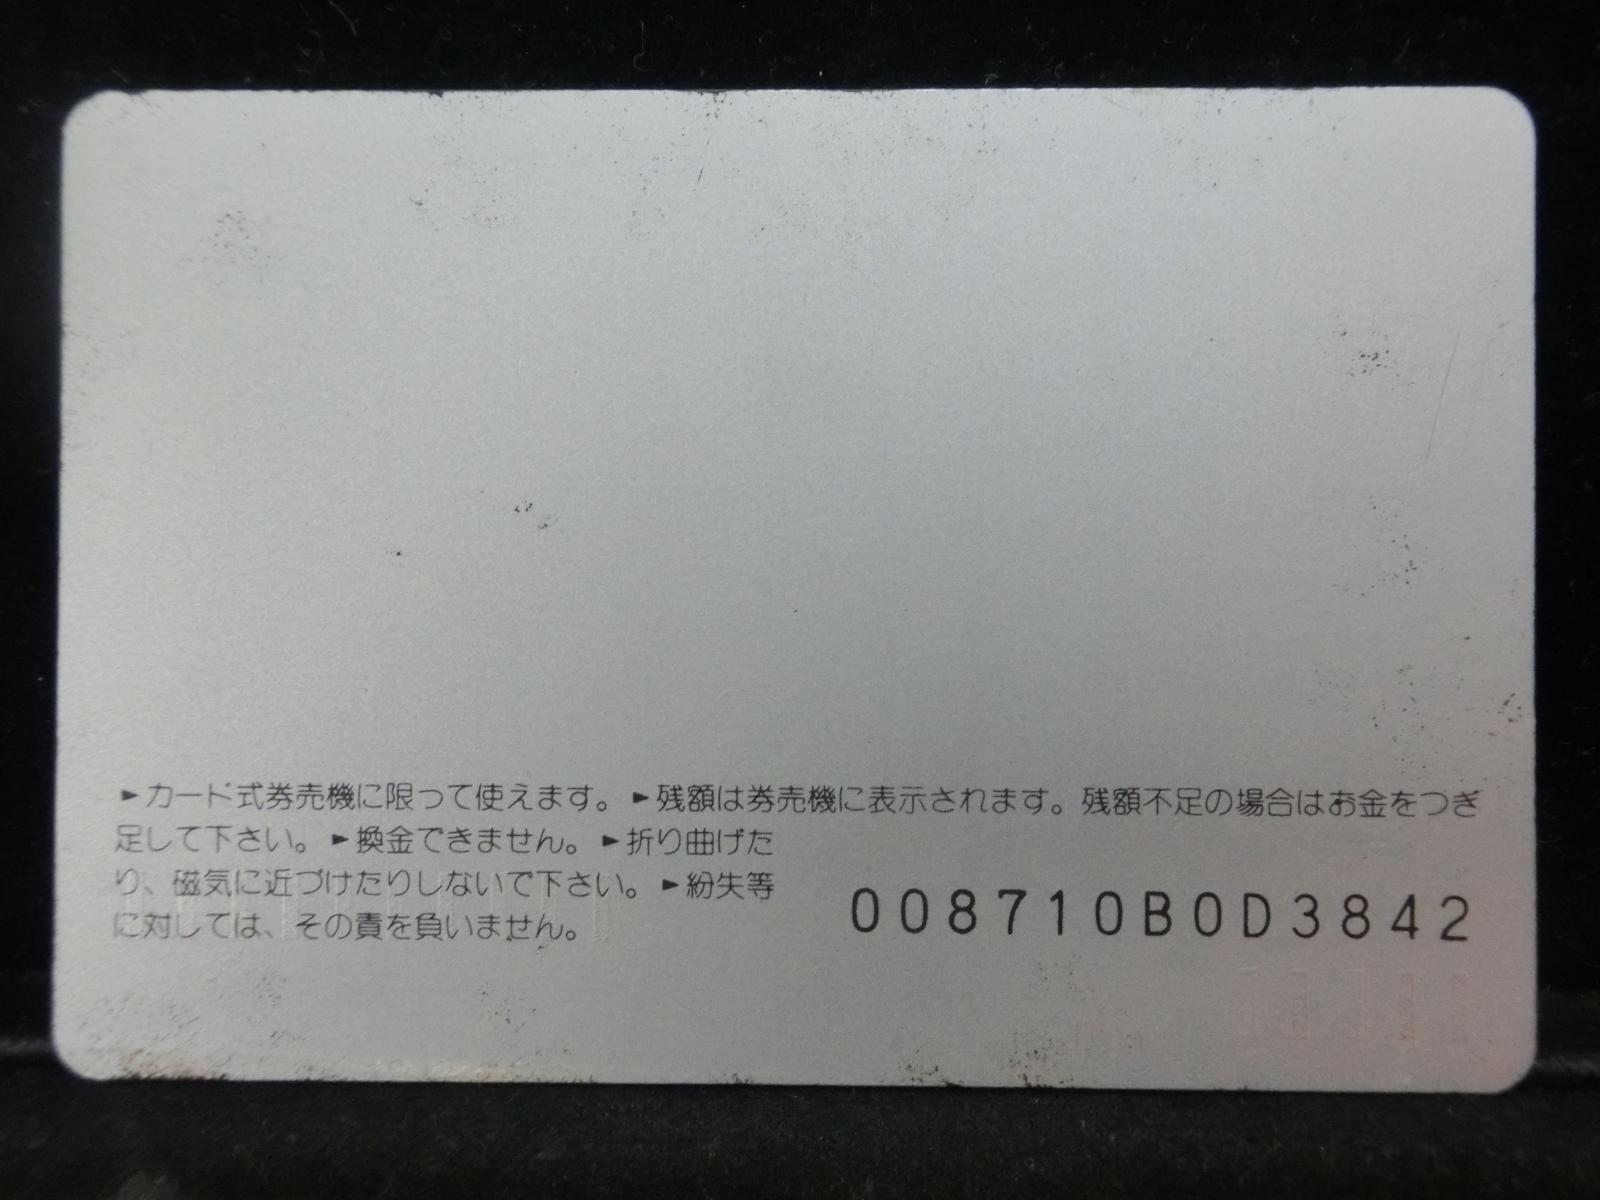 ►カード式券売機に限って使えます。►残額は券売機に表示されます。残額不足の場合はお金をつぎ
足して下さい。►換金できません。►折り曲げた
り、磁気に近づけたりしないで下さい。►紛失等
に対しては、その責を負いません。
008710B0D3842